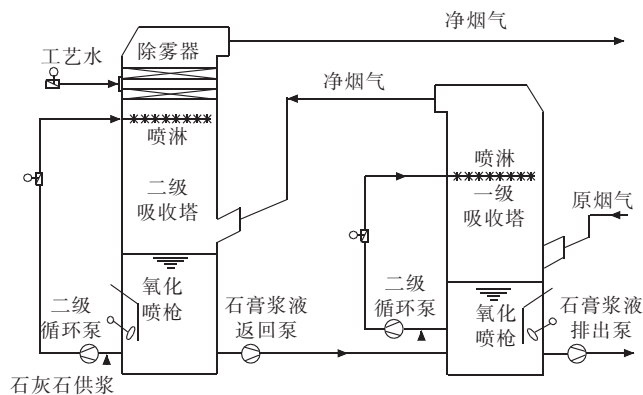 净烟气
工艺水
除雾器
净烟气
喷淋
二级
吸收塔
喷淋
一级
吸收塔
原烟气
氧化
喷枪
二级
循环泵
石灰石供浆
石膏浆液
返回泵
二级
循环泵
氧化
喷枪
石膏浆液
排出泵